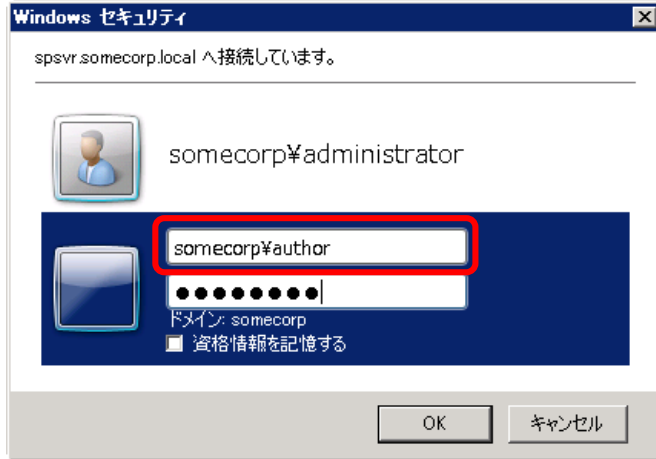 Windows セキュリティ
spsvr.somecorp.local へ接続しています。
somecorp¥administrator
somecorp¥author
●●●●●●●●
ドメイン: somecorp
資格情報を記憶する
OK
キャンセル